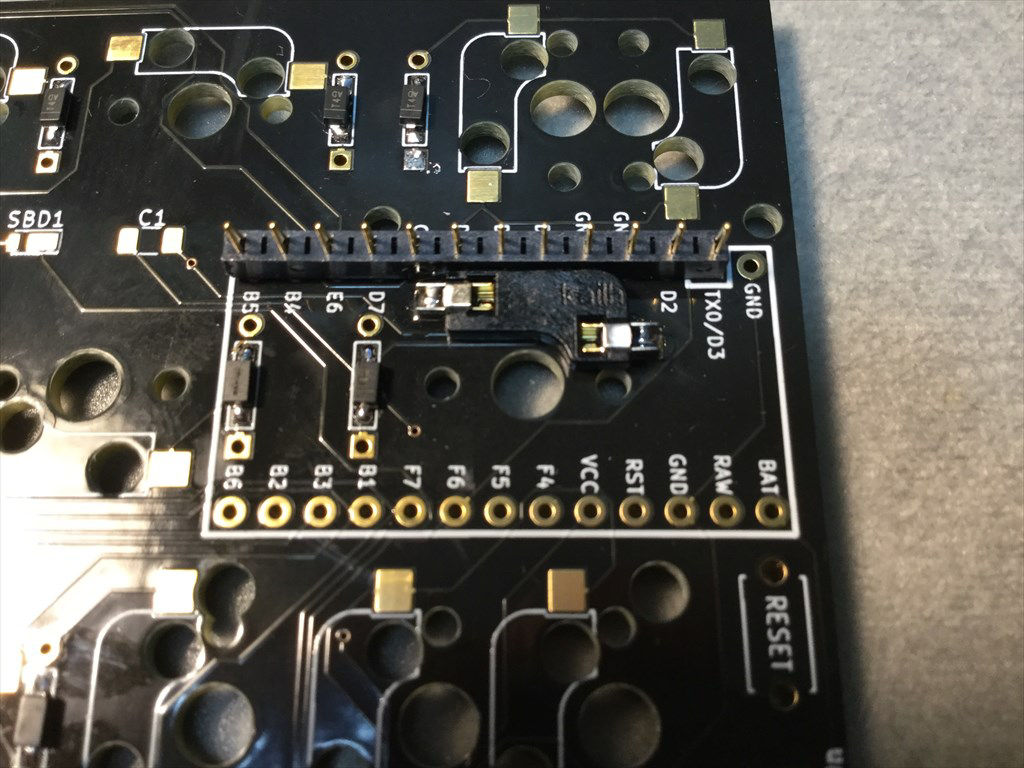 SBD1
C1
GND
B5
B4
E6
D7
D2
TX0/D3
B6
B2
B3
B1
F7
F6
F5
F4
VCC
RST
GND
RAW
BAT
RESET